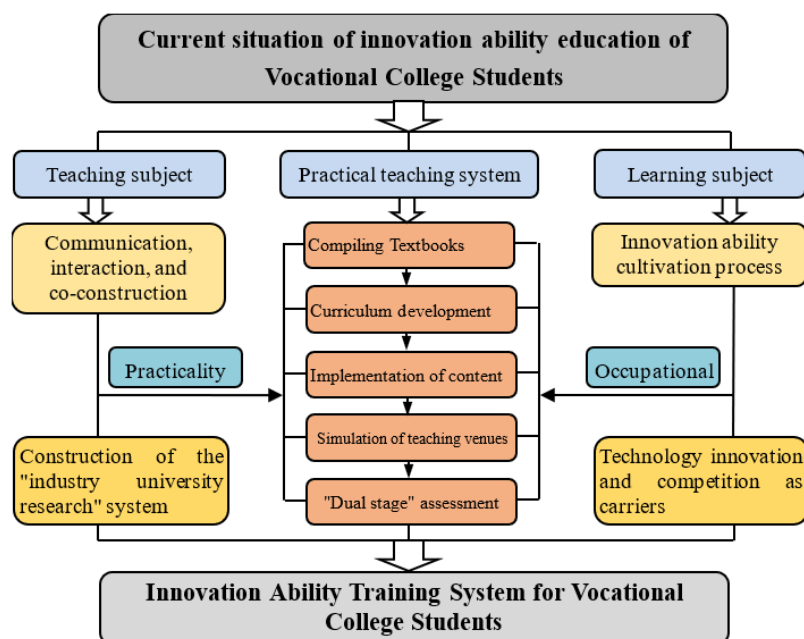 Current situation of innovation ability education of
Vocational College Students
Teaching subject
Practical teaching system
Learning subject
Communication,
interaction, and
co-construction
Compiling Textbooks
Innovation ability
cultivation process
Curriculum development
Practicality
Implementation of content
Occupational
Simulation of teaching venues
Construction of the
"industry university
research" system
Technology innovation
and competition as
carriers
"Dual stage" assessment
Innovation Ability Training System for Vocational
College Students